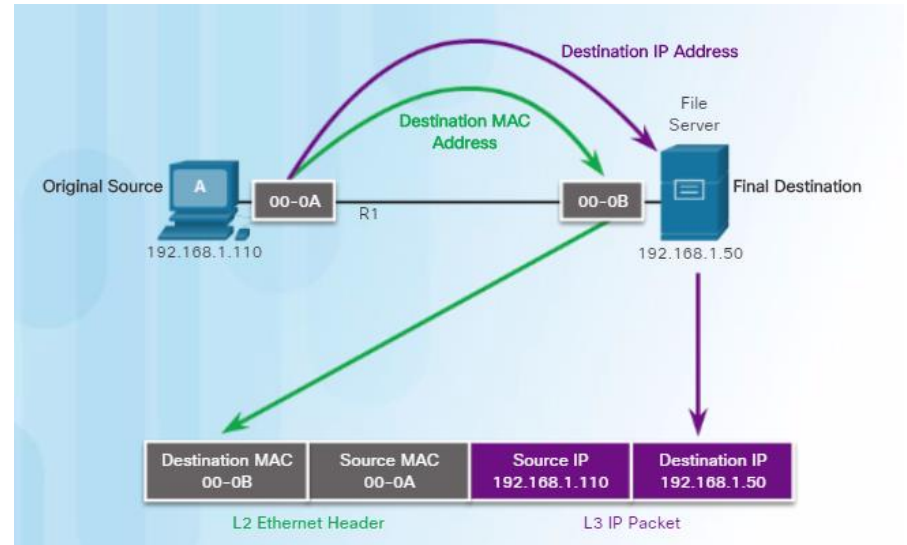 Destination IP Address
File
Server
Destination MAC
Address
Original Source
A
00-0A
R1
00-0B
Final Destination
192.168.1.110
192.168.1.50
Destination MAC
00-0B
Source MAC
00-0A
Source IP
192.168.1.110
Destination IP
192.168.1.50
L2 Ethernet Header
L3 IP Packet